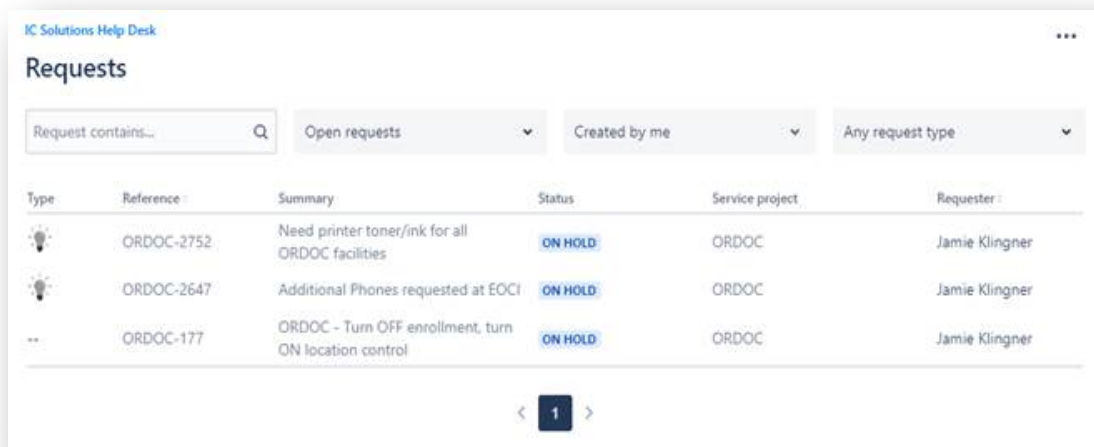 IC Solutions Help Desk
Requests
Request contains... Open requests Created by me Any request type
Type Reference Summary Status Service project Requester
ORDOC-2752 Need printer toner/ink for all ON HOLD ORDOC Jamie Klingner
ORDOC facilities
ORDOC-2647 Additional Phones requested at EOCI ON HOLD ORDOC Jamie Klingner
-- ORDOC-177 ORDOC - Turn OFF enrollment, turn ON HOLD ORDOC Jamie Klingner
ON location control
1